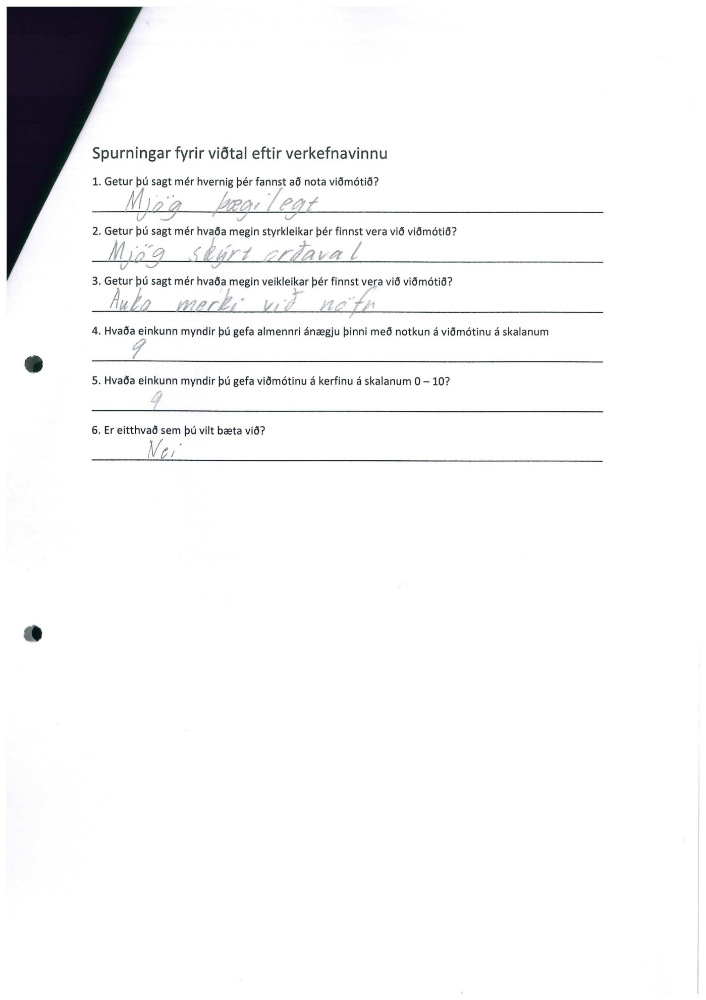 Spurningar fyrir viðtal eftir verkefnavinnu
1. Getur þú sagt mér hvernig þér fannst að nota viðmótið?
Mjög þægilegt
2. Getur þú sagt mér hvaða megin styrkleikar þér finnst vera við viðmótið?
Mjög skýrt orðaval
3. Getur þú sagt mér hvaða megin veikleikar þér finnst vera við viðmótið?
Auka merki við nöfn
4. Hvaða einkunn myndir þú gefa almennri ánægju þinni með notkun á viðmótinu á skalanum
9
5. Hvaða einkunn myndir þú gefa viðmótinu á kerfinu á skalanum 0 – 10?
9
6. Er eitthvað sem þú vilt bæta við?
Nei